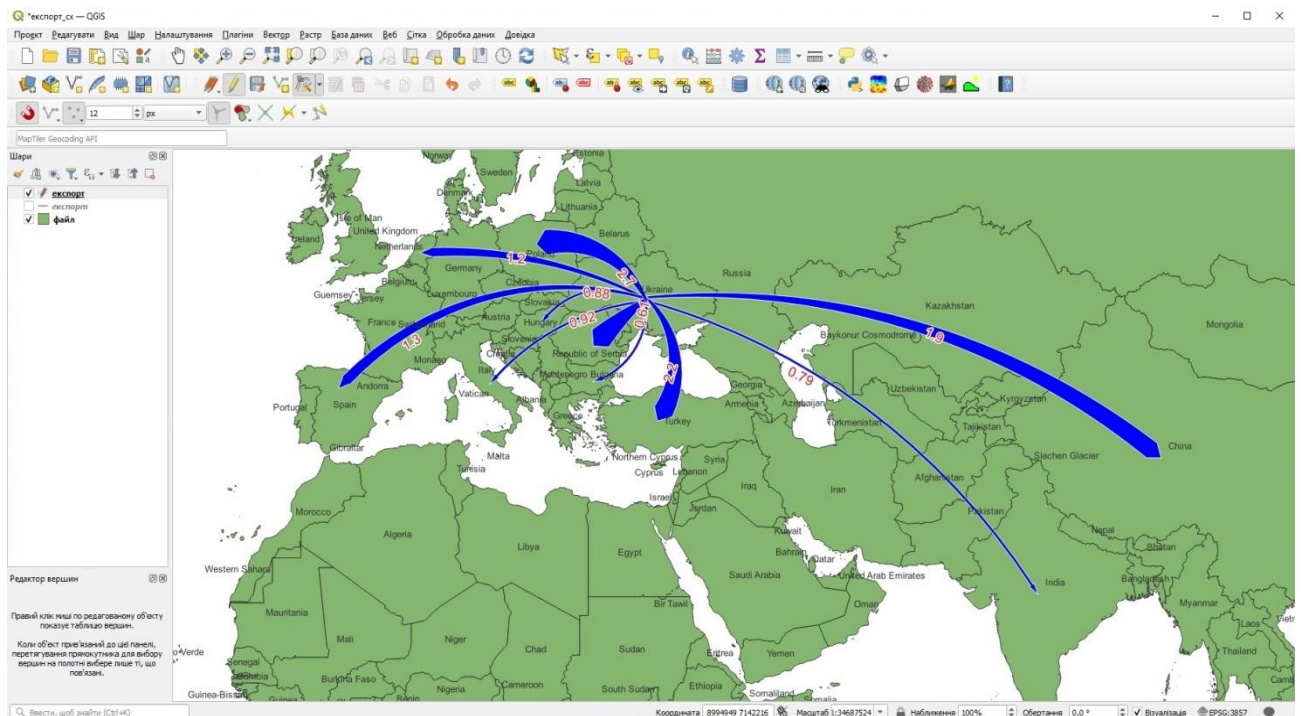 *експорт_сх — QGIS
Проєкт Редагувати Вид Шар Налаштування Плагіни Вектор Растр База даних Веб Сітка Обробка даних Довідка
12 px
MapTiler Geocoding API
Шари
експорт
експорт
файл
Редактор вершин
Правий клік миші по редагованому об'єкту
показує таблицю вершин.
Коли об'єкт прив'язаний до цієї панелі,
перетягування прямокутника для вибору
вершин на полотні вибере лише ті, що
пов'язані.
Norway
Estonia
Sweden
Latvia
Denmark
Lithuania
Isle of Man
United Kingdom
Ireland
Netherlands
Belarus
Poland
1.2
2.7
Germany
Russia
Belgium
Czechia
Ukraine
Guernsey
Jersey
Luxembourg
0.88
Slovakia
Kazakhstan
Mongolia
France
Switzerland
Austria
Hungary
0.92
0.61
1.9
Baykonur Cosmodrome
1.3
Slovenia
Monaco
Croatia
Republic of Serbia
0.79
Andorra
Italy
Montenegro
Bulgaria
2.2
Georgia
Uzbekistan
Kyrgyzstan
Portugal
Spain
Vatican
Albania
Armenia
Azerbaijan
Turkmenistan
Tajikistan
Greece
Turkey
China
Gibraltar
Malta
Northern Cyprus
Syria
Siachen Glacier
Tunisia
Cyprus
Lebanon
Iraq
Iran
Afghanistan
Israel
Jordan
Pakistan
Morocco
Kuwait
Nepal
Algeria
Libya
Egypt
Bahrain
Qatar
Bhutan
Western Sahara
Saudi Arabia
United Arab Emirates
India
Bangladesh
Bir Tawil
Oman
Myanmar
Mauritania
Laos
Mali
Niger
Chad
Sudan
Eritrea
Yemen
Thailand
Senegal
Burkina Faso
Guinea-Bissau
Nigeria
Cameroon
South Sudan
Ethiopia
Somaliland
Ввести, щоб знайти (Ctrl+K)
Координата 8994949 7142216 Масштаб 1:34687524 Наближення 100% Обертання 0,0 ° Візуалізація EPSG:3857